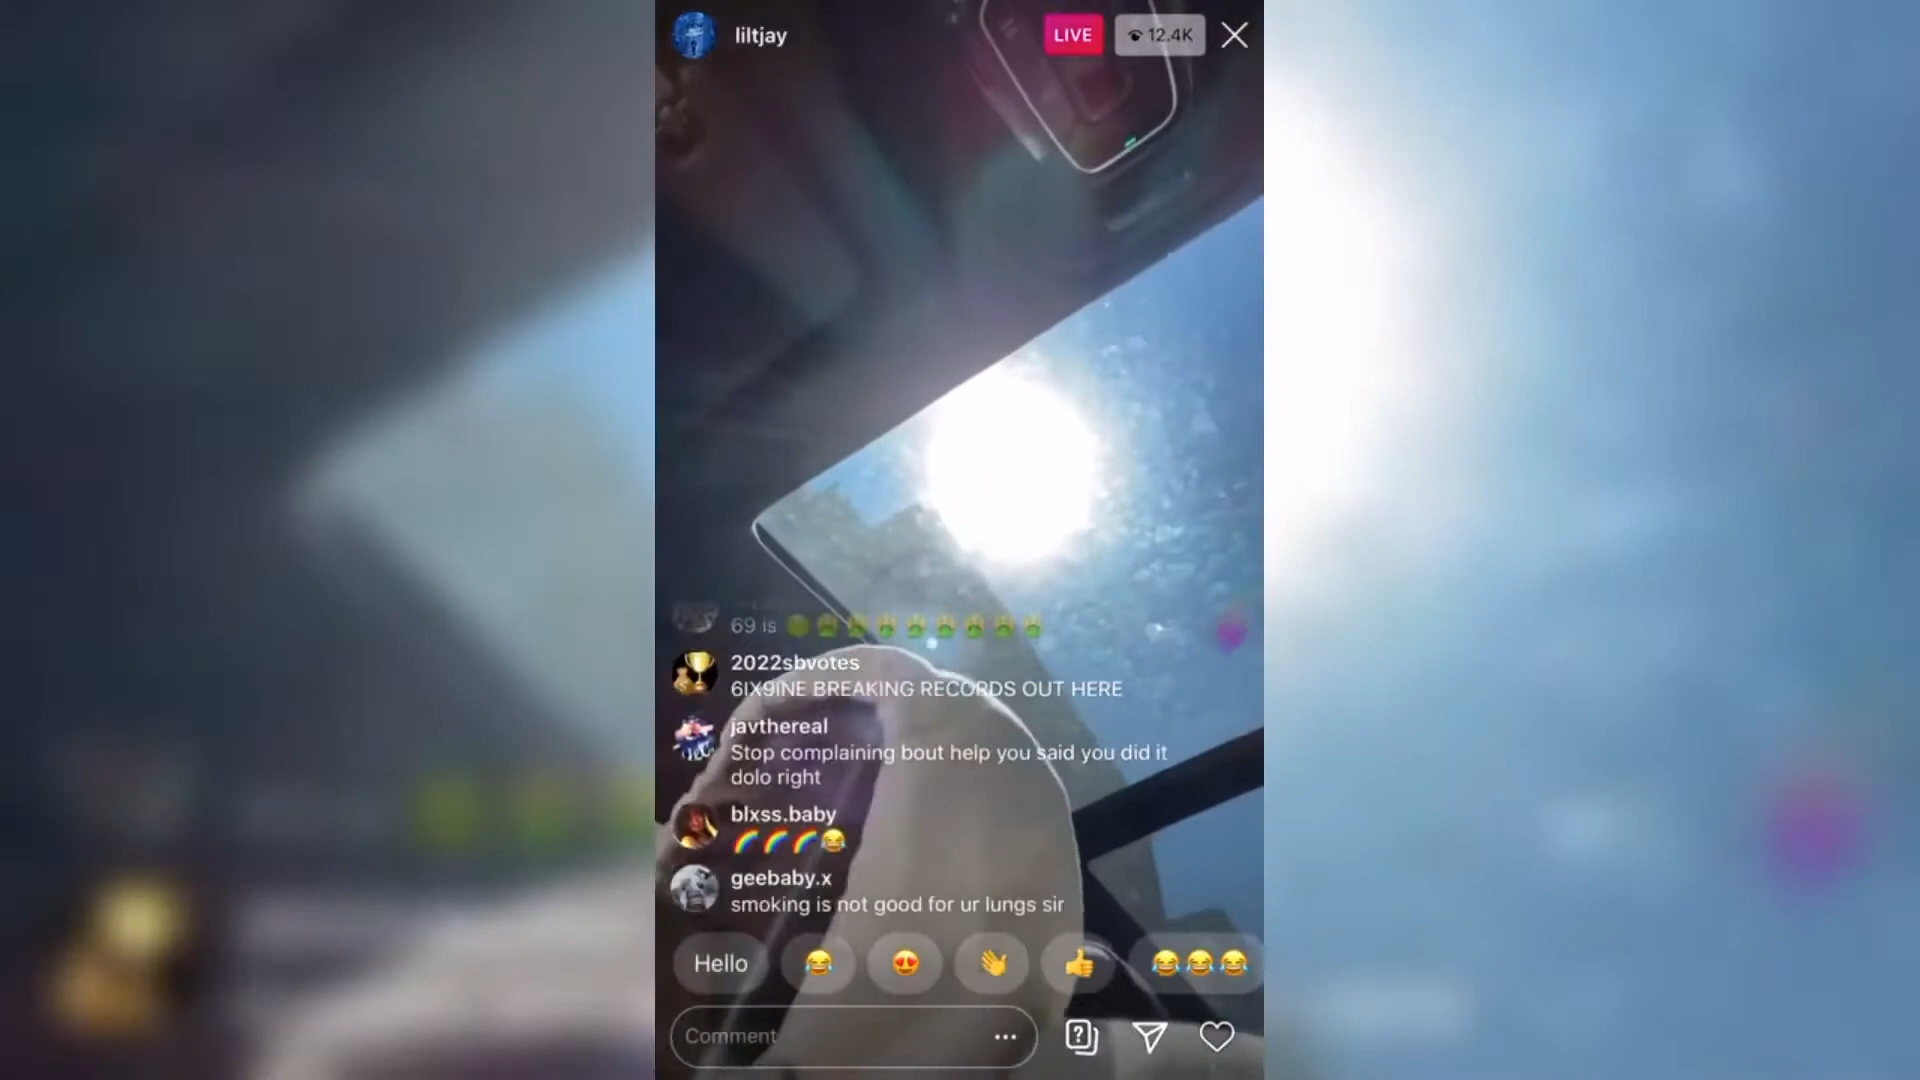 liltjay
LIVE
12.4K
69 is 🤢🤮🤮🤮🤮🤮🤮🤮🤮
2022sbvotes
6IX9INE BREAKING RECORDS OUT HERE
javthereal
Stop complaining bout help you said you did it
dolo right
blxss.baby
🌈🌈🌈😂
geebaby.x
smoking is not good for ur lungs sir
Hello 😂 😍 👋 👍 😂😂😂
Comment